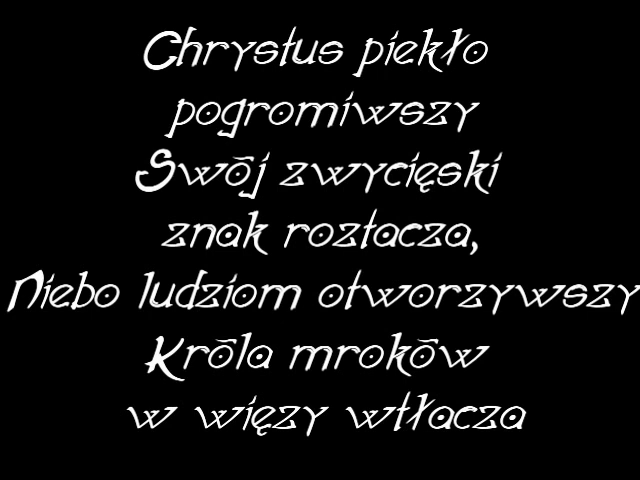 Chrystus piekło
pogromiwszy
Swój zwycięski
znak roztacza,
Niebo ludziom otworzywszy
Króla mroków
w więzy wtłacza